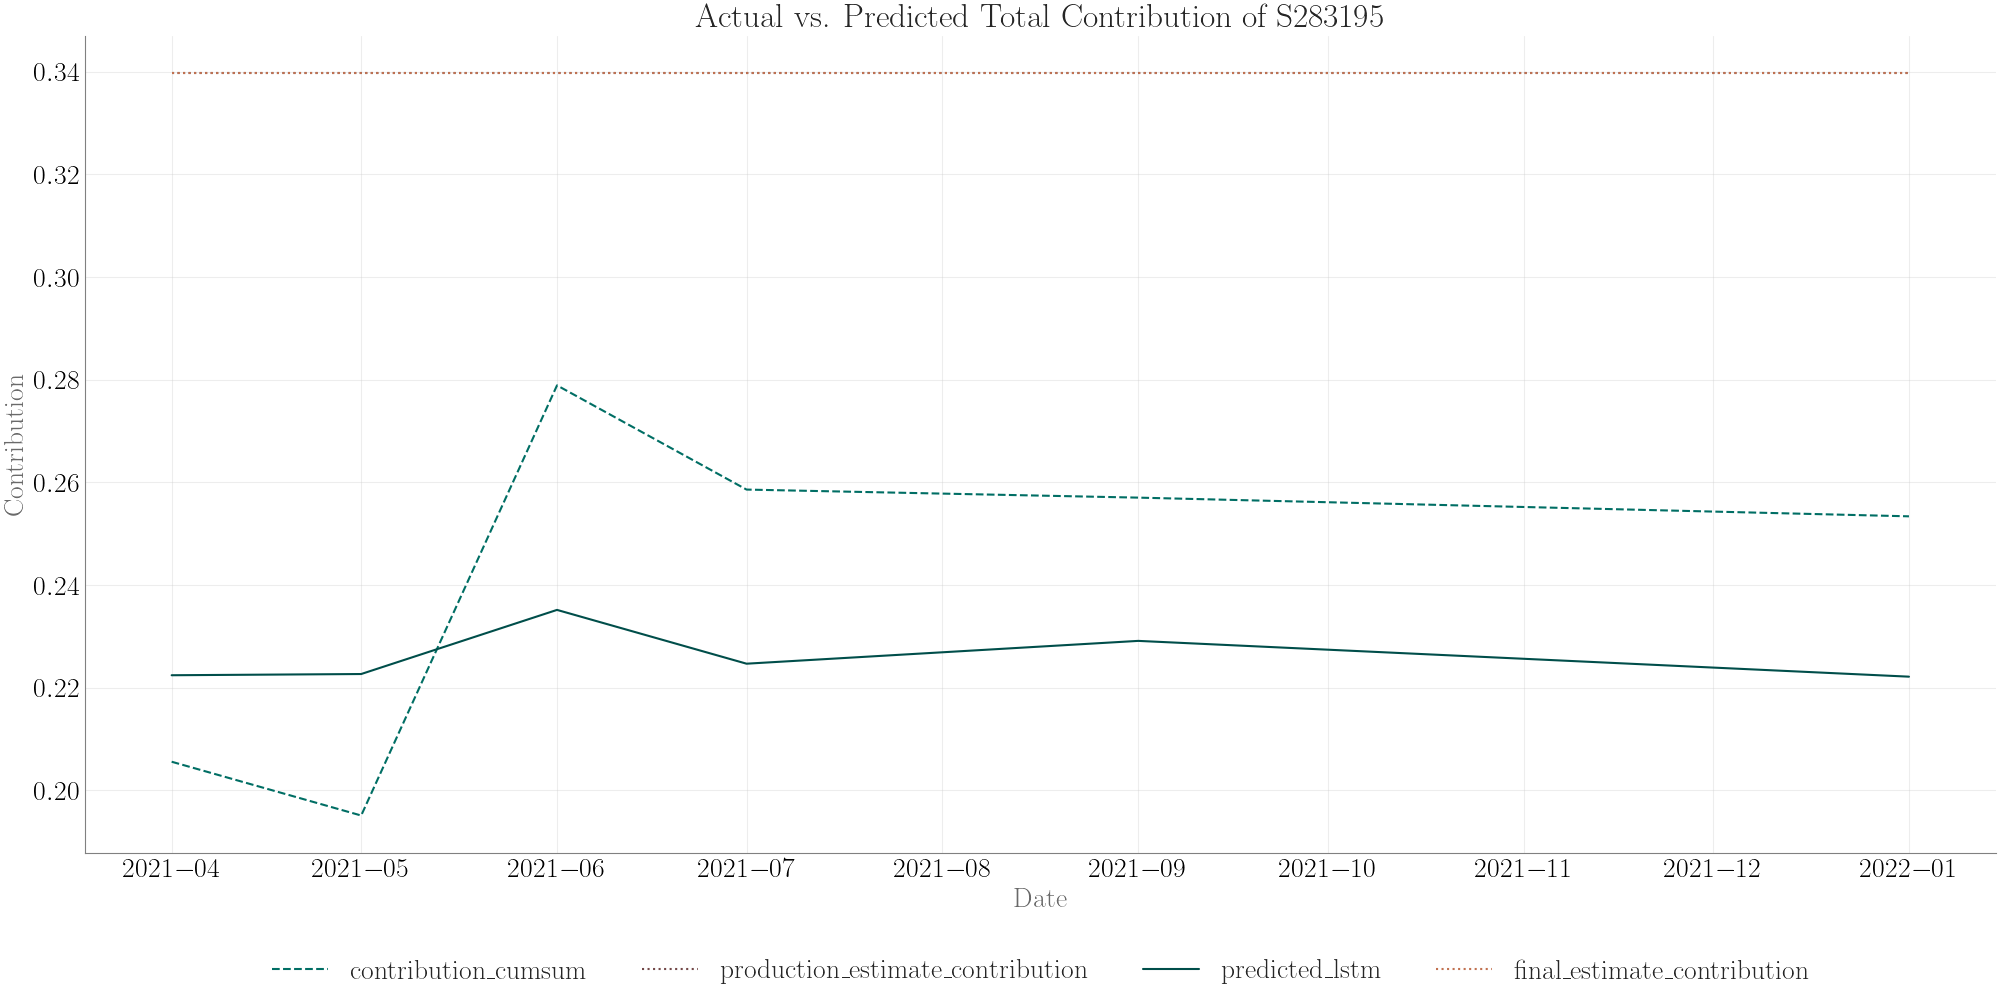 Actual vs. Predicted Total Contribution of S283195
0.34
0.32
0.30
0.28
0.26
0.24
0.22
0.20
Contribution
2021−04 2021−05 2021−06 2021−07 2021−08 2021−09 2021−10 2021−11 2021−12 2022−01
Date
contribution_cumsum production_estimate_contribution predicted_lstm final_estimate_contribution